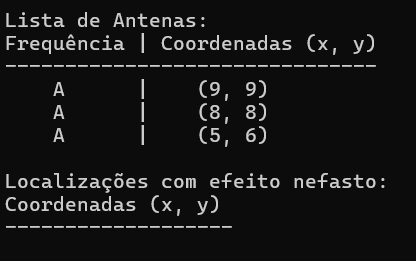 Lista de Antenas:
Frequência | Coordenadas (x, y)
-------------------------------
    A      |    (9, 9)
    A      |    (8, 8)
    A      |    (5, 6)

Localizações com efeito nefasto:
Coordenadas (x, y)
-------------------